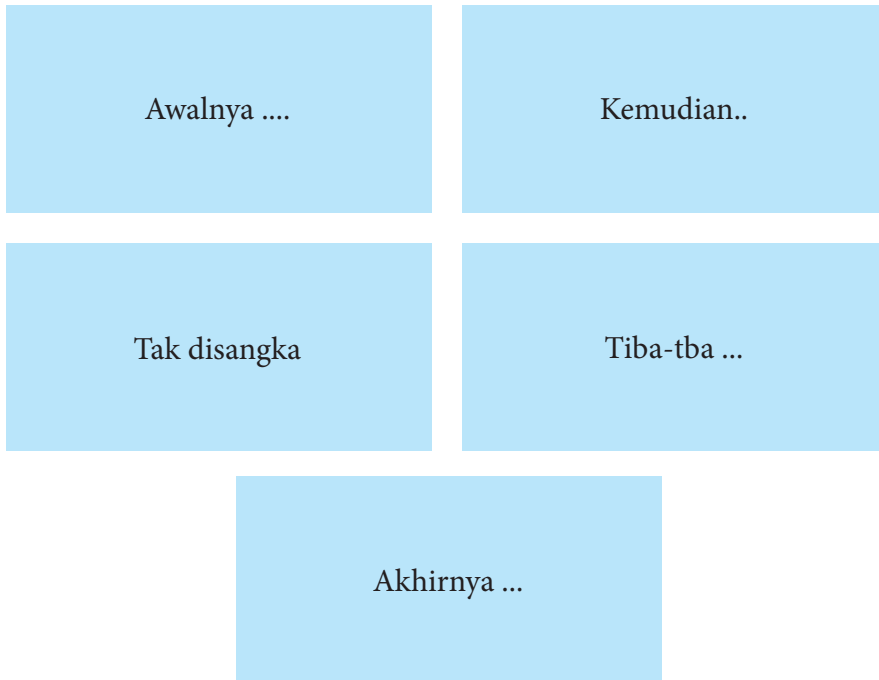 Awalnya ....
Kemudian..
Tak disangka
Tiba-tba ...
Akhirnya ...